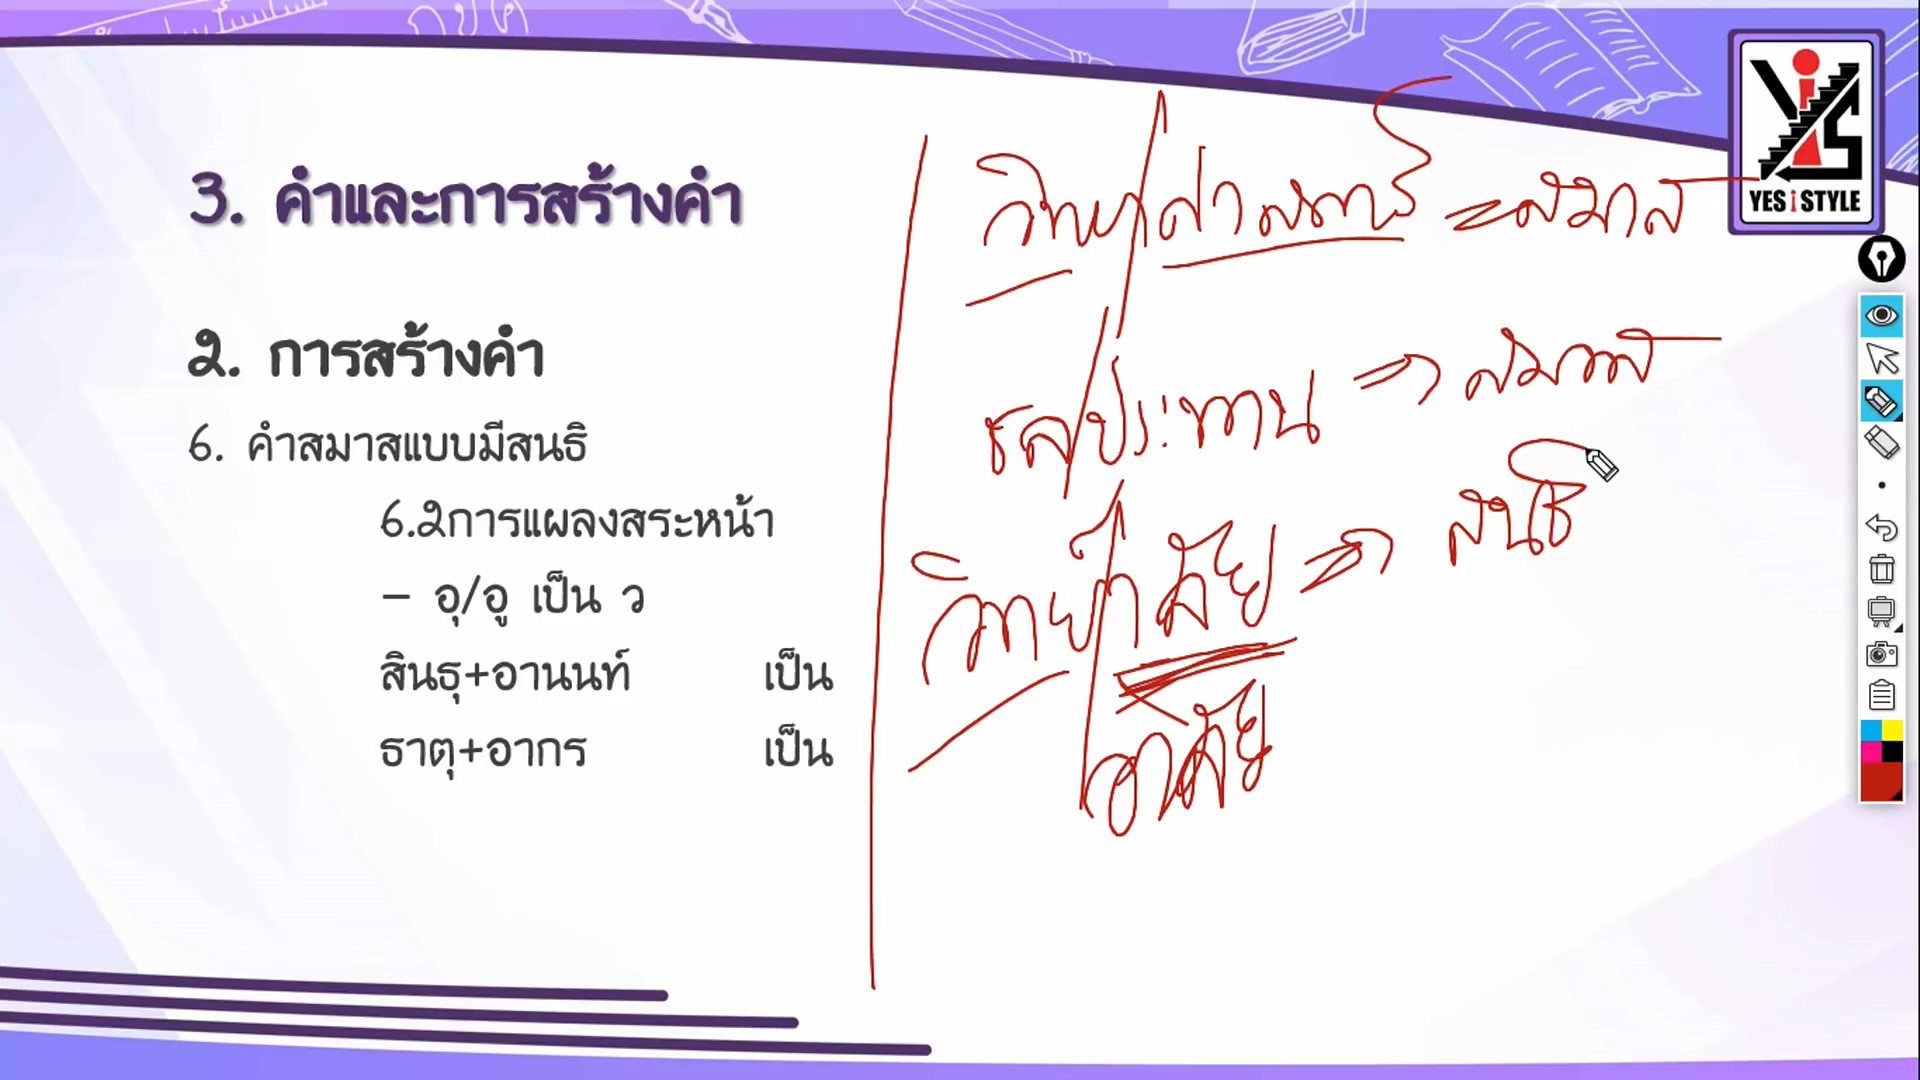 3. คำและการสร้างคำ
2. การสร้างคำ
6. คำสมาสแบบมีสนธิ
6.2การแผลงสระหน้า
- อุ/อู เป็น ว
สินธุ+อานนท์ เป็น
ธาตุ+อากร เป็น
วิทยาศาสตร์ = สมาส
ชลประทาน => สมาส
วิทยาลัย => สนธิ
อาลัย
YES i STYLE